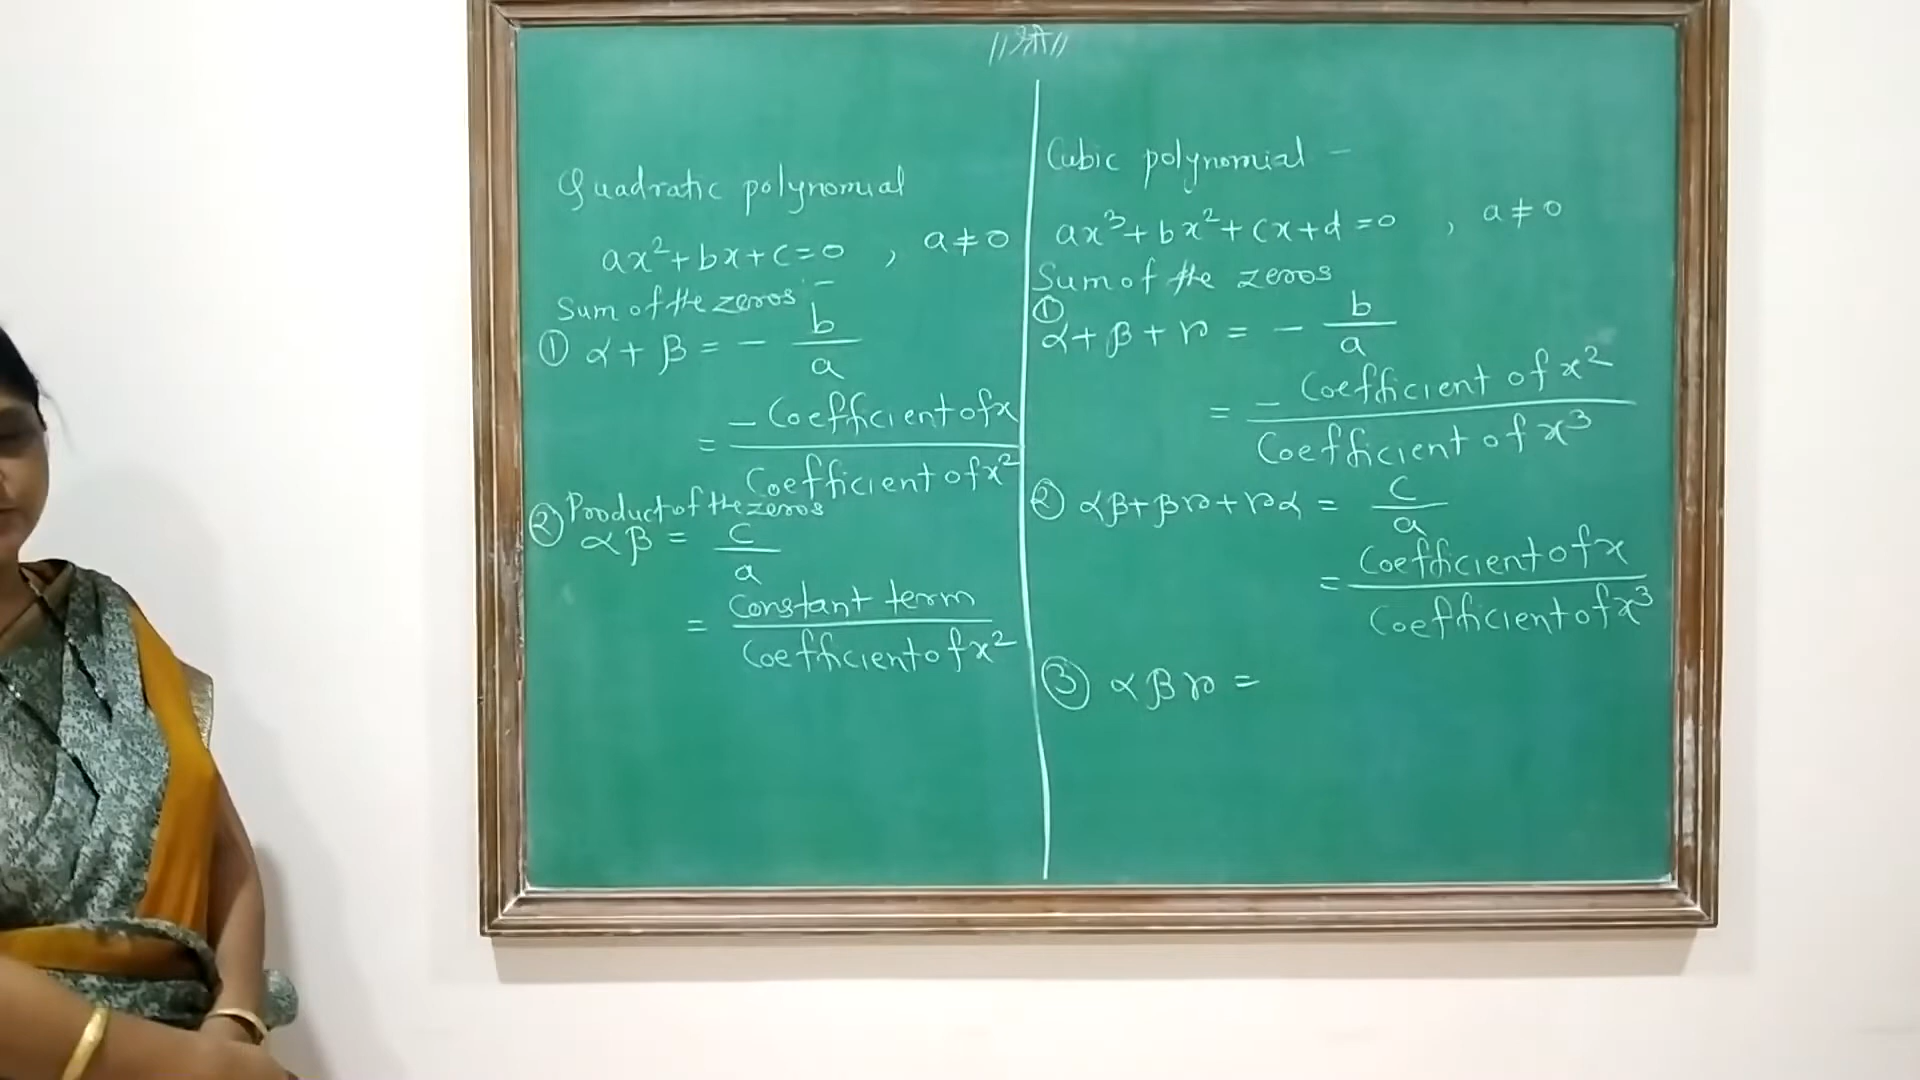 ॥श्री॥
Quadratic polynomial
ax²+bx+c=0 , a≠0
Sum of the zeros -
① α+β = - b/a
= - Coefficient of x / Coefficient of x²
② Product of the zeros
αβ = c/a
= Constant term / Coefficient of x²
Cubic polynomial -
ax³+bx²+cx+d=0 , a≠0
Sum of the zeros
①
α+β+γ = - b/a
= - Coefficient of x² / Coefficient of x³
② αβ+βγ+γα = c/a
= Coefficient of x / Coefficient of x³
③ αβγ =